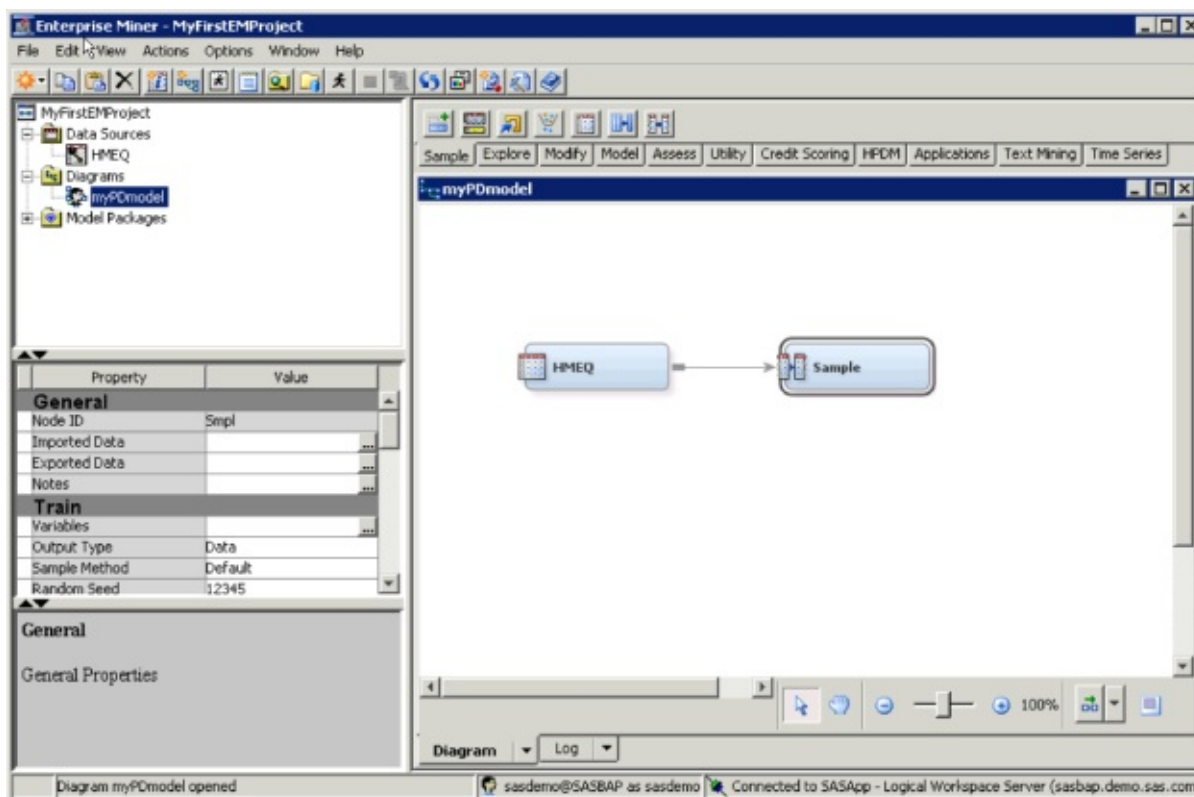 Enterprise Miner - MyFirstEMProject
File Edit View Actions Options Window Help
MyFirstEMProject
Data Sources
HMEQ
Diagrams
myPDmodel
Model Packages
Sample Explore Modify Model Assess Utility Credit Scoring HPDM Applications Text Mining Time Series
myPDmodel
HMEQ
Sample
Property Value
General
Node ID Smpl
Imported Data ...
Exported Data ...
Notes ...
Train
Variables ...
Output Type Data
Sample Method Default
Random Seed 12345
General
General Properties
100%
Diagram Log
Diagram myPDmodel opened
sasdemo@SASBAP as sasdemo
Connected to SASApp - Logical Workspace Server (sasbap.demo.sas.com